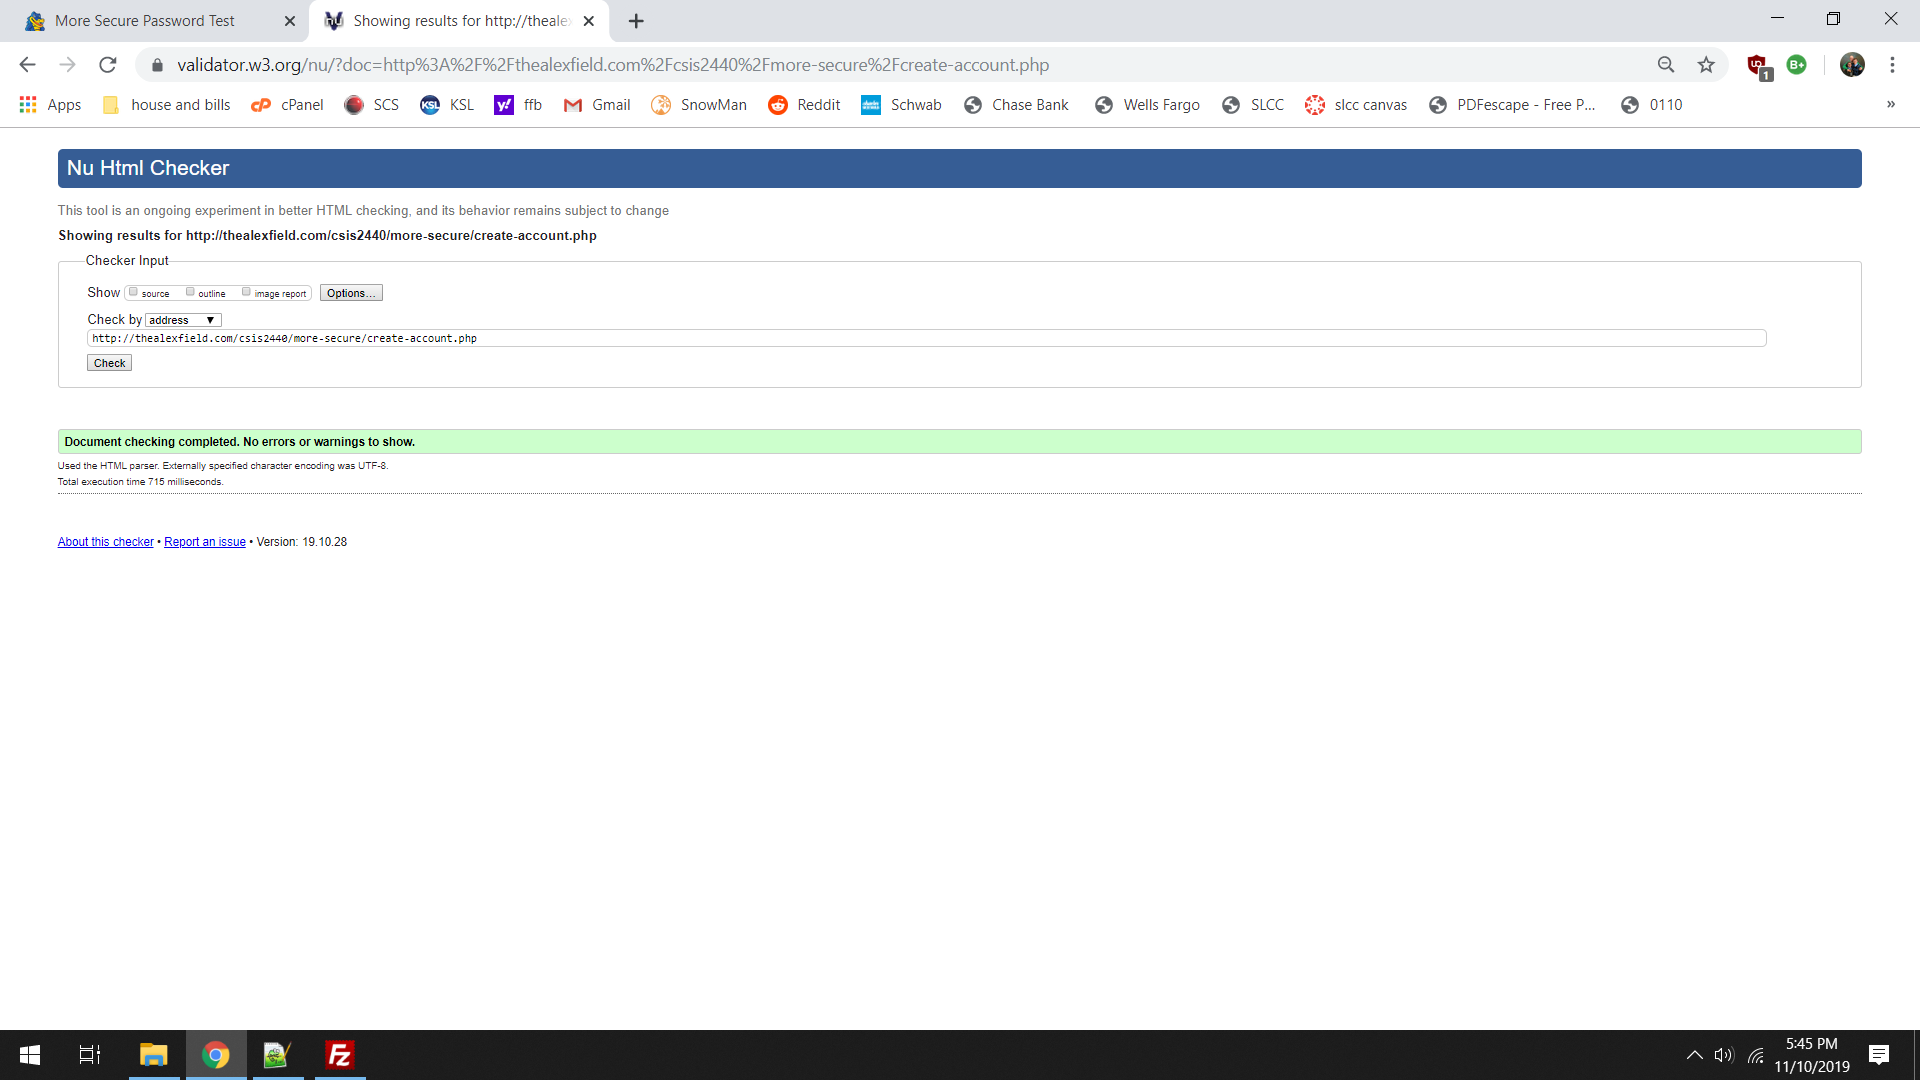 More Secure Password Test
Showing results for http://theale
validator.w3.org/nu/?doc=http%3A%2F%2Fthealexfield.com%2Fcsis2440%2Fmore-secure%2Fcreate-account.php
1
B+
Apps house and bills cPanel SCS KSL ffb Gmail SnowMan Reddit Schwab Chase Bank Wells Fargo SLCC slcc canvas PDFescape - Free P... 0110 »
Nu Html Checker
This tool is an ongoing experiment in better HTML checking, and its behavior remains subject to change
Showing results for http://thealexfield.com/csis2440/more-secure/create-account.php
Checker Input
Show source outline image report Options...
Check by address
http://thealexfield.com/csis2440/more-secure/create-account.php
Check
Document checking completed. No errors or warnings to show.
Used the HTML parser. Externally specified character encoding was UTF-8.
Total execution time 715 milliseconds.
About this checker • Report an issue • Version: 19.10.28
5:45 PM
11/10/2019